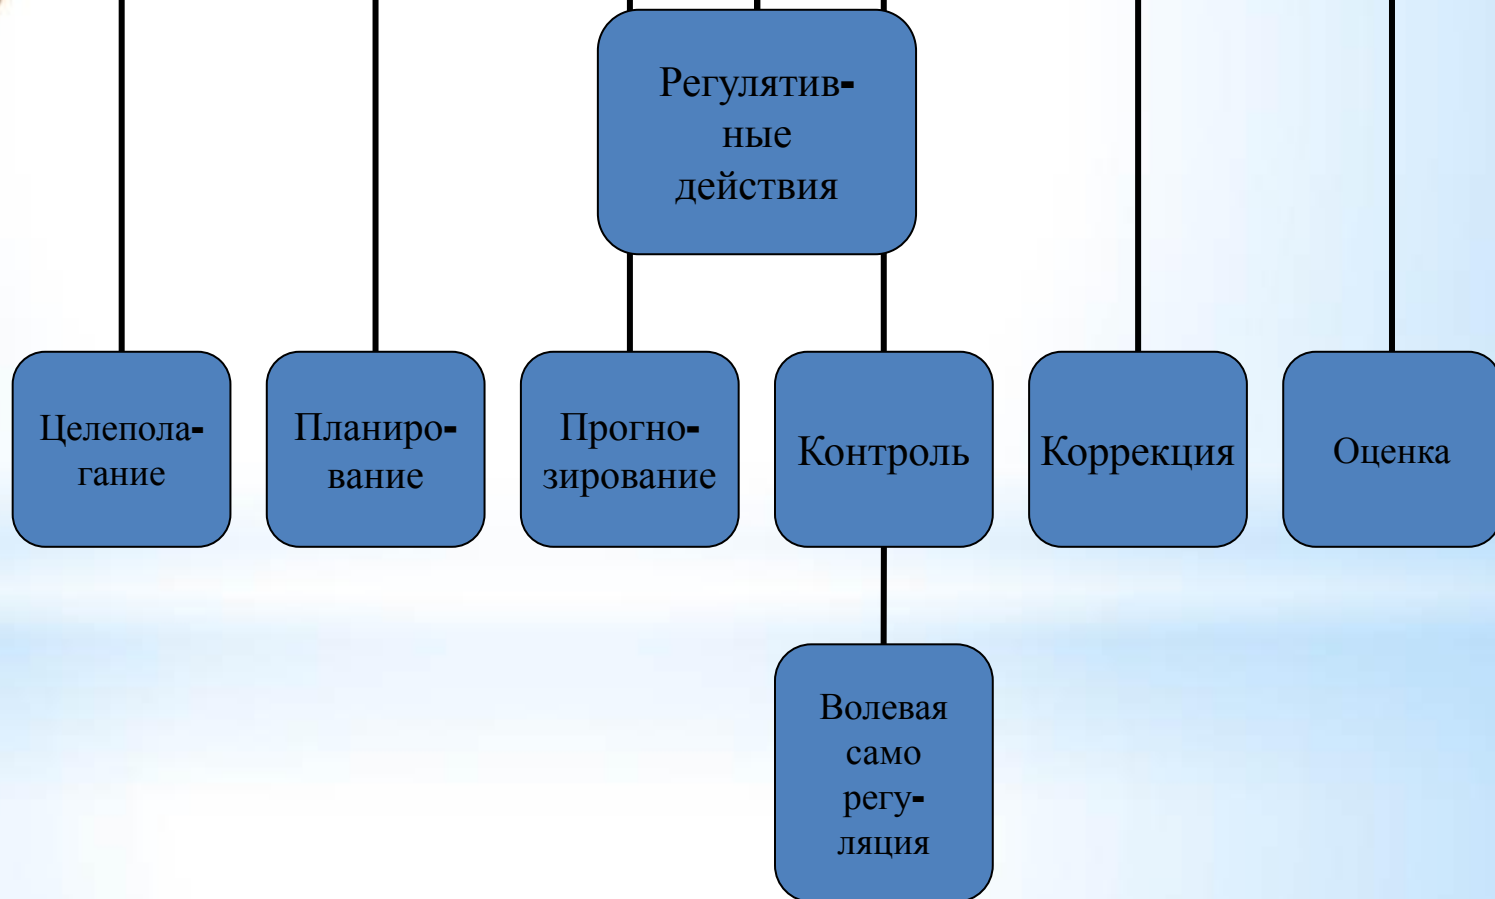 Регулятив-
ные
действия
Целепола-
гание
Планиро-
вание
Прогно-
зирование
Контроль
Коррекция
Оценка
Волевая
само
регу-
ляция